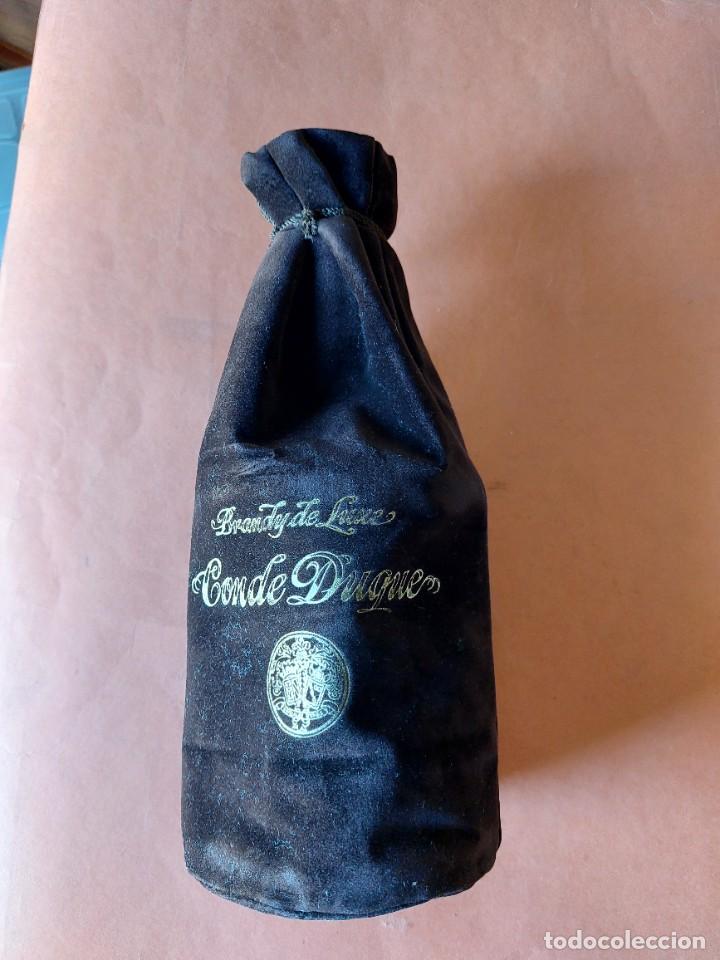 Brandy de Luxe
Conde Duque
todocoleccion